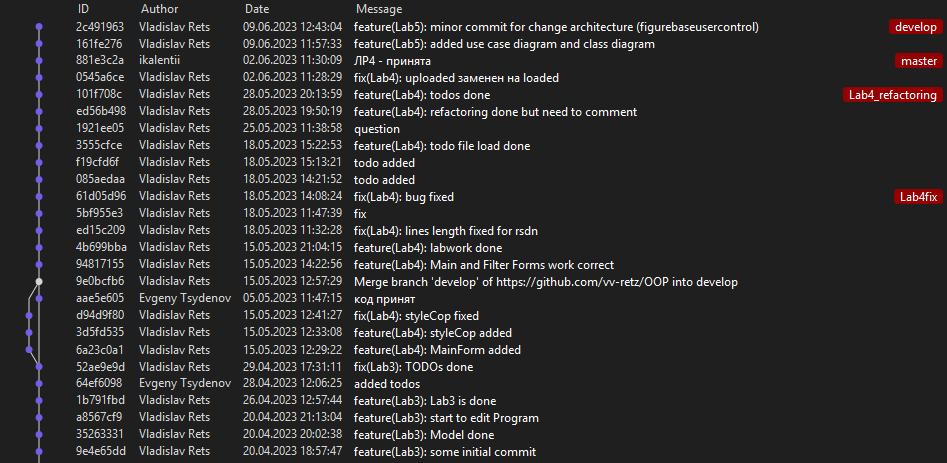 ID Author Date Message
2c491963 Vladislav Rets 09.06.2023 12:43:04 feature(Lab5): minor commit for change architecture (figurebaseusercontrol) develop
161fe276 Vladislav Rets 09.06.2023 11:57:33 feature(Lab5): added use case diagram and class diagram
881e3c2a ikalentii 02.06.2023 11:30:09 ЛР4 - принята master
0545a6ce Vladislav Rets 02.06.2023 11:28:29 fix(Lab4): uploaded заменен на loaded
101f708c Vladislav Rets 28.05.2023 20:13:59 feature(Lab4): todos done Lab4_refactoring
ed56b498 Vladislav Rets 28.05.2023 19:50:19 feature(Lab4): refactoring done but need to comment
1921ee05 Vladislav Rets 25.05.2023 11:38:58 question
3555cfce Vladislav Rets 18.05.2023 15:22:53 feature(Lab4): todo file load done
f19cfd6f Vladislav Rets 18.05.2023 15:13:21 todo added
085aedaa Vladislav Rets 18.05.2023 14:21:52 todo added
61d05d96 Vladislav Rets 18.05.2023 14:08:24 fix(Lab4): bug fixed Lab4fix
5bf955e3 Vladislav Rets 18.05.2023 11:47:39 fix
ed15c209 Vladislav Rets 18.05.2023 11:32:28 fix(Lab4): lines length fixed for rsdn
4b699bba Vladislav Rets 15.05.2023 21:04:15 feature(Lab4): labwork done
94817155 Vladislav Rets 15.05.2023 14:22:56 feature(Lab4): Main and Filter Forms work correct
9e0bcfb6 Vladislav Rets 15.05.2023 12:57:29 Merge branch 'develop' of https://github.com/vv-retz/OOP into develop
aae5e605 Evgeny Tsydenov 05.05.2023 11:47:15 код принят
d94d9f80 Vladislav Rets 15.05.2023 12:41:27 fix(Lab4): styleCop fixed
3d5fd535 Vladislav Rets 15.05.2023 12:33:08 feature(Lab4): styleCop added
6a23c0a1 Vladislav Rets 15.05.2023 12:29:22 feature(Lab4): MainForm added
52ae9e9d Vladislav Rets 29.04.2023 17:31:11 fix(Lab3): TODOs done
64ef6098 Evgeny Tsydenov 28.04.2023 12:06:25 added todos
1b791fbd Vladislav Rets 26.04.2023 12:57:44 feature(Lab3): Lab3 is done
a8567cf9 Vladislav Rets 20.04.2023 21:13:04 feature(Lab3): start to edit Program
35263331 Vladislav Rets 20.04.2023 20:02:38 feature(Lab3): Model done
9e4e65dd Vladislav Rets 20.04.2023 18:57:47 feature(Lab3): some initial commit